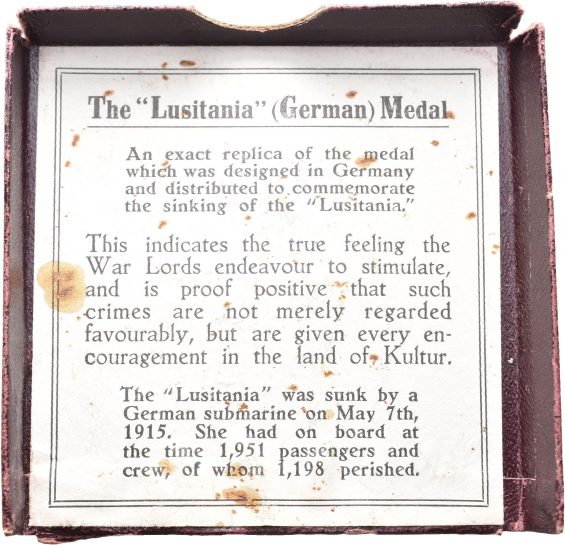 The "Lusitania" (German) Medal
An exact replica of the medal
which was designed in Germany
and distributed to commemorate
the sinking of the "Lusitania."
This indicates the true feeling the
War Lords endeavour to stimulate,
and is proof positive that such
crimes are not merely regarded
favourably, but are given every en-
couragement in the land of Kultur.
The "Lusitania" was sunk by a
German submarine on May 7th,
1915. She had on board at
the time 1,951 passengers and
crew, of whom 1,198 perished.